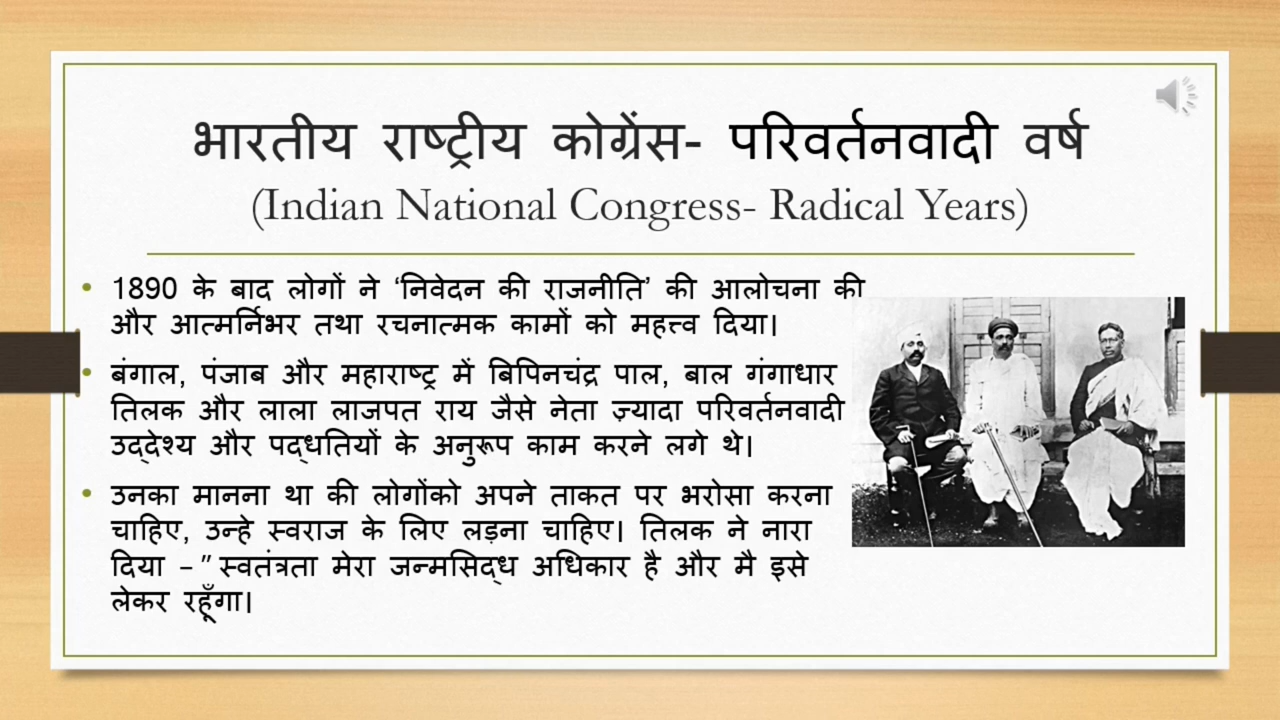 भारतीय राष्ट्रीय कोग्रेंस- परिवर्तनवादी वर्ष
(Indian National Congress- Radical Years)
• 1890 के बाद लोगों ने ‘निवेदन की राजनीति’ की आलोचना की
और आत्मर्निभर तथा रचनात्मक कामों को महत्त्व दिया।
• बंगाल, पंजाब और महाराष्ट्र में बिपिनचंद्र पाल, बाल गंगाधार
तिलक और लाला लाजपत राय जैसे नेता ज़्यादा परिवर्तनवादी
उद्देश्य और पद्धतियों के अनुरूप काम करने लगे थे।
• उनका मानना था की लोगोंको अपने ताकत पर भरोसा करना
चाहिए, उन्हे स्वराज के लिए लड़ना चाहिए। तिलक ने नारा
दिया – ″ स्वतंत्रता मेरा जन्मसिद्ध अधिकार है और मै इसे
लेकर रहूँगा।